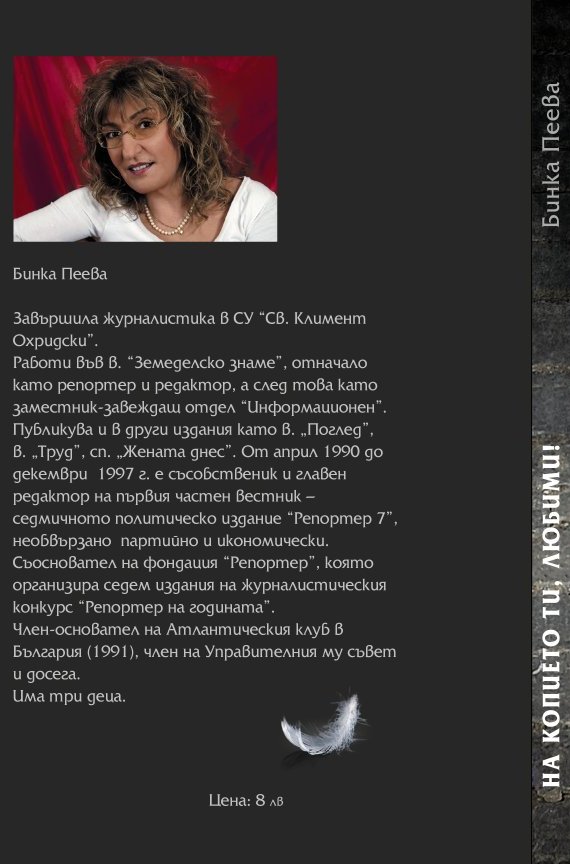 Бинка Пеева
Завършила журналистика в СУ “Св. Климент
Охридски”.
Работи във в. “Земеделско знаме”, отначало
като репортер и редактор, а след това като
заместник-завеждащ отдел “Информационен”.
Публикува и в други издания като в. „Поглед”,
в. „Труд”, сп. „Жената днес”. От април 1990 до
декември  1997 г. е съсобственик и главен
редактор на първия частен вестник –
седмичното политическо издание “Репортер 7”,
необвързано  партийно и икономически.
Съосновател на фондация “Репортер”, която
организира седем издания на журналистическия
конкурс “Репортер на годината”.
Член-основател на Атлантическия клуб в
България (1991), член на Управителния му съвет
и досега.
Има три деца.
Цена: 8 лв
Бинка Пеева
НА КОПИЕТО ТИ, ЛЮБИМИ!